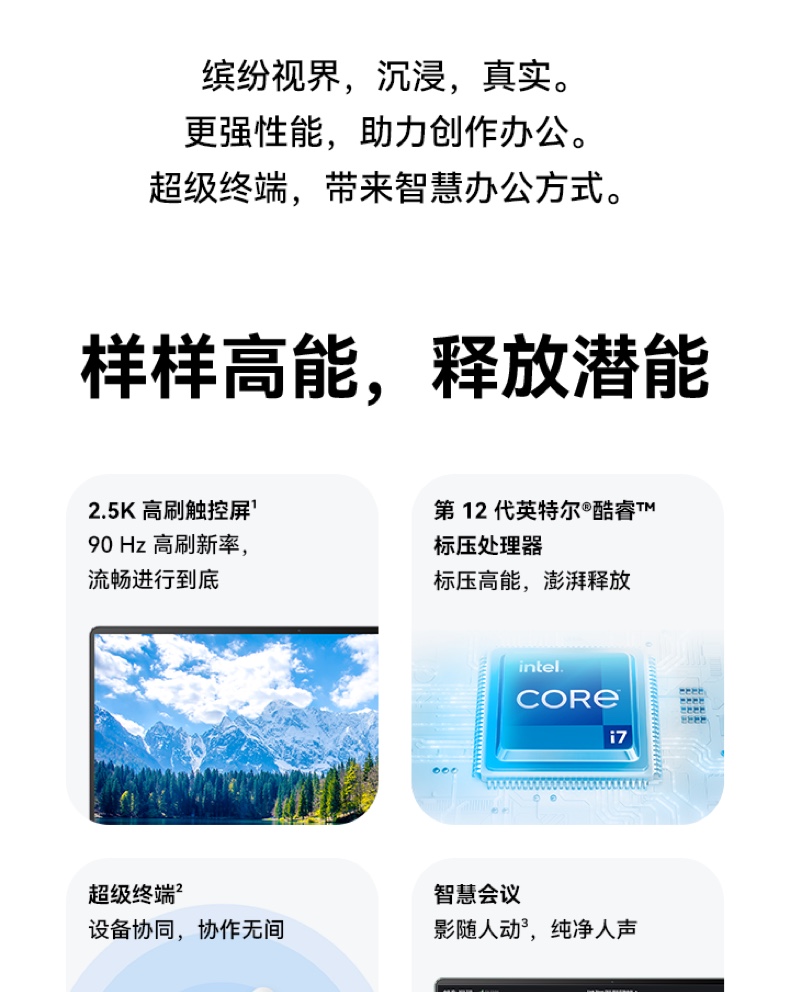 缤纷视界，沉浸，真实。
更强性能，助力创作办公。
超级终端，带来智慧办公方式。
样样高能，释放潜能
2.5K 高刷触控屏¹
90 Hz 高刷新率，
流畅进行到底
第 12 代英特尔®酷睿™
标压处理器
标压高能，澎湃释放
intel.
CORE
i7
超级终端²
设备协同，协作无间
智慧会议
影随人动³，纯净人声